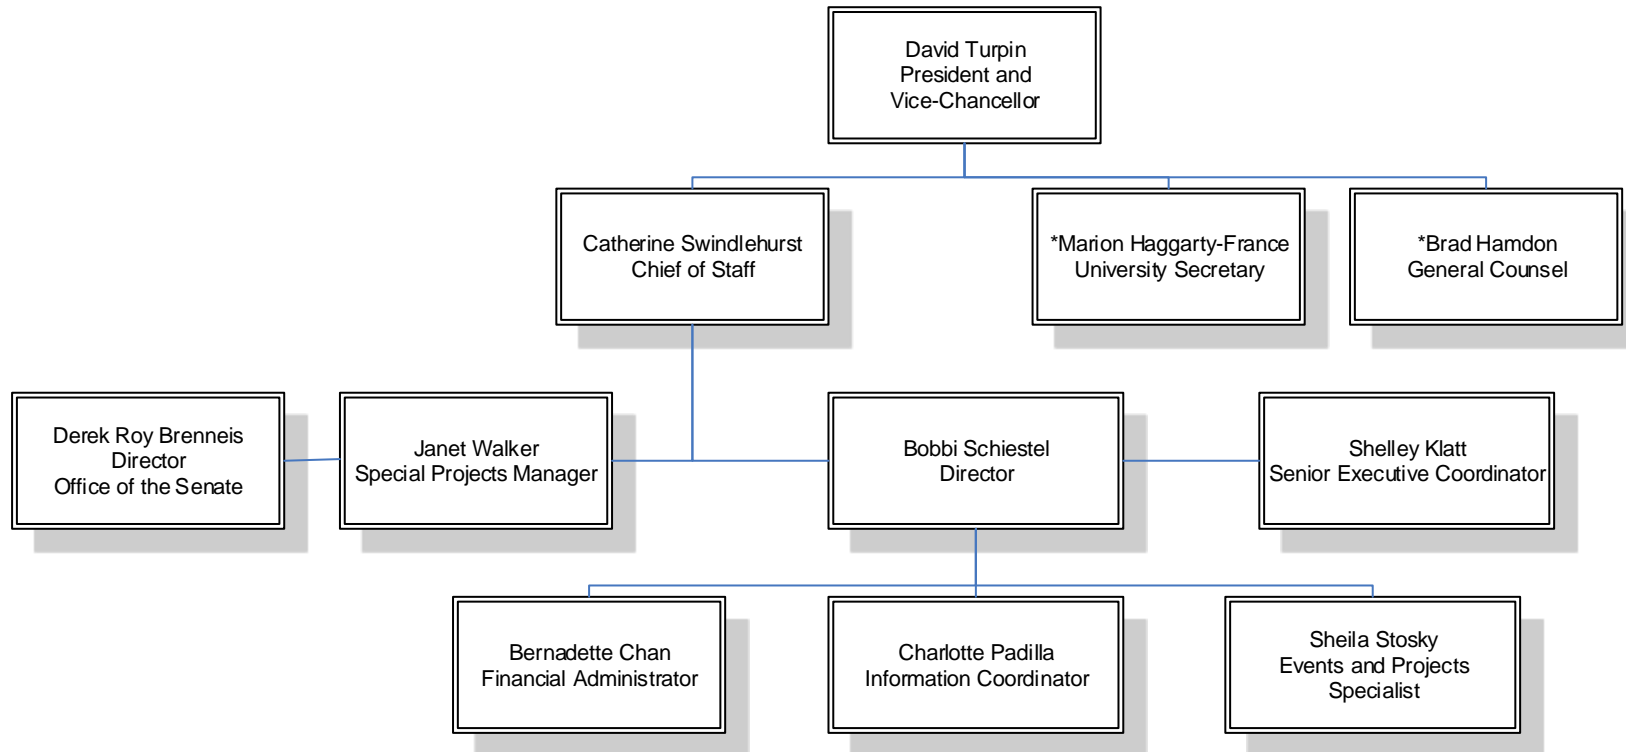 David Turpin
President and
Vice-Chancellor
Catherine Swindlehurst
Chief of Staff
*Marion Haggarty-France
University Secretary
*Brad Hamdon
General Counsel
Derek Roy Brenneis
Director
Office of the Senate
Janet Walker
Special Projects Manager
Bobbi Schiestel
Director
Shelley Klatt
Senior Executive Coordinator
Bernadette Chan
Financial Administrator
Charlotte Padilla
Information Coordinator
Sheila Stosky
Events and Projects
Specialist